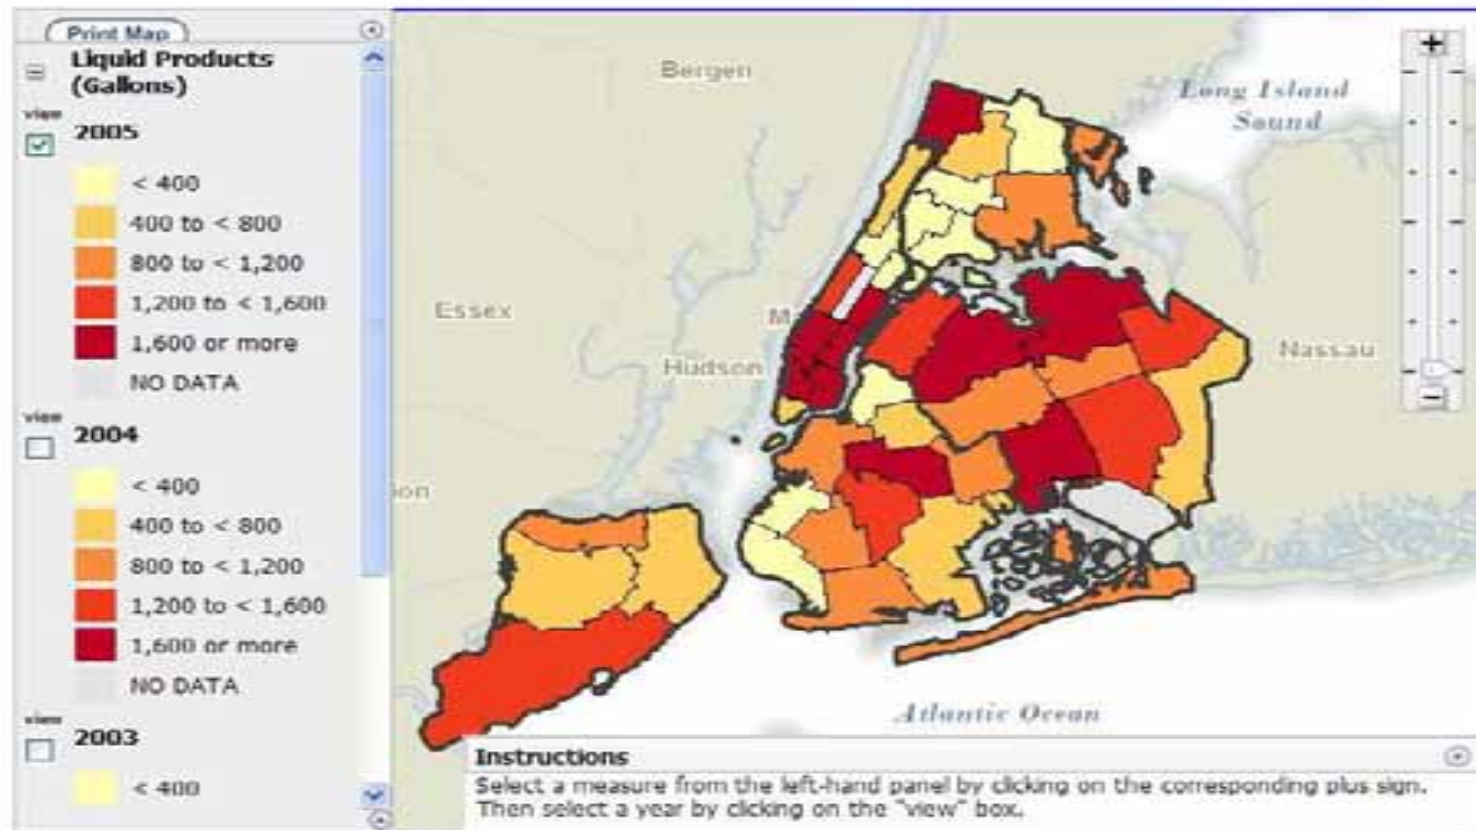 Print Map
Liquid Products
(Gallons)
view
2005
< 400
400 to < 800
800 to < 1,200
1,200 to < 1,600
1,600 or more
NO DATA
view
2004
< 400
400 to < 800
800 to < 1,200
1,200 to < 1,600
1,600 or more
NO DATA
view
2003
< 400
Bergen
Long Island
Sound
Essex
M
Hudson
Nassau
on
Atlantic Ocean
+
−
Instructions
Select a measure from the left-hand panel by clicking on the corresponding plus sign.
Then select a year by clicking on the "view" box.